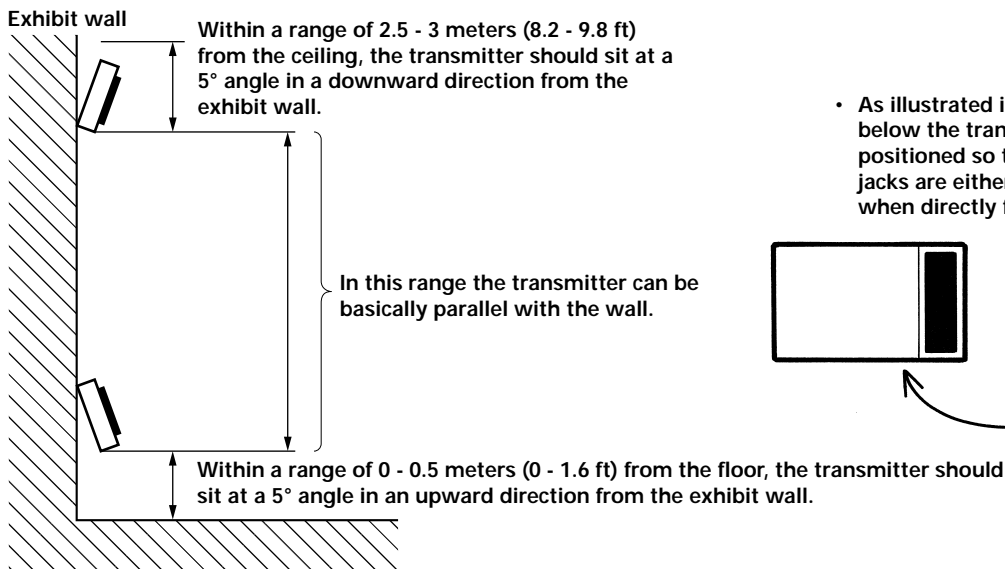 Exhibit wall
Within a range of 2.5 - 3 meters (8.2 - 9.8 ft)
from the ceiling, the transmitter should sit at a
5° angle in a downward direction from the
exhibit wall.
• As illustrated i
below the tran
positioned so t
jacks are either
when directly f
In this range the transmitter can be
basically parallel with the wall.
Within a range of 0 - 0.5 meters (0 - 1.6 ft) from the floor, the transmitter should
sit at a 5° angle in an upward direction from the exhibit wall.